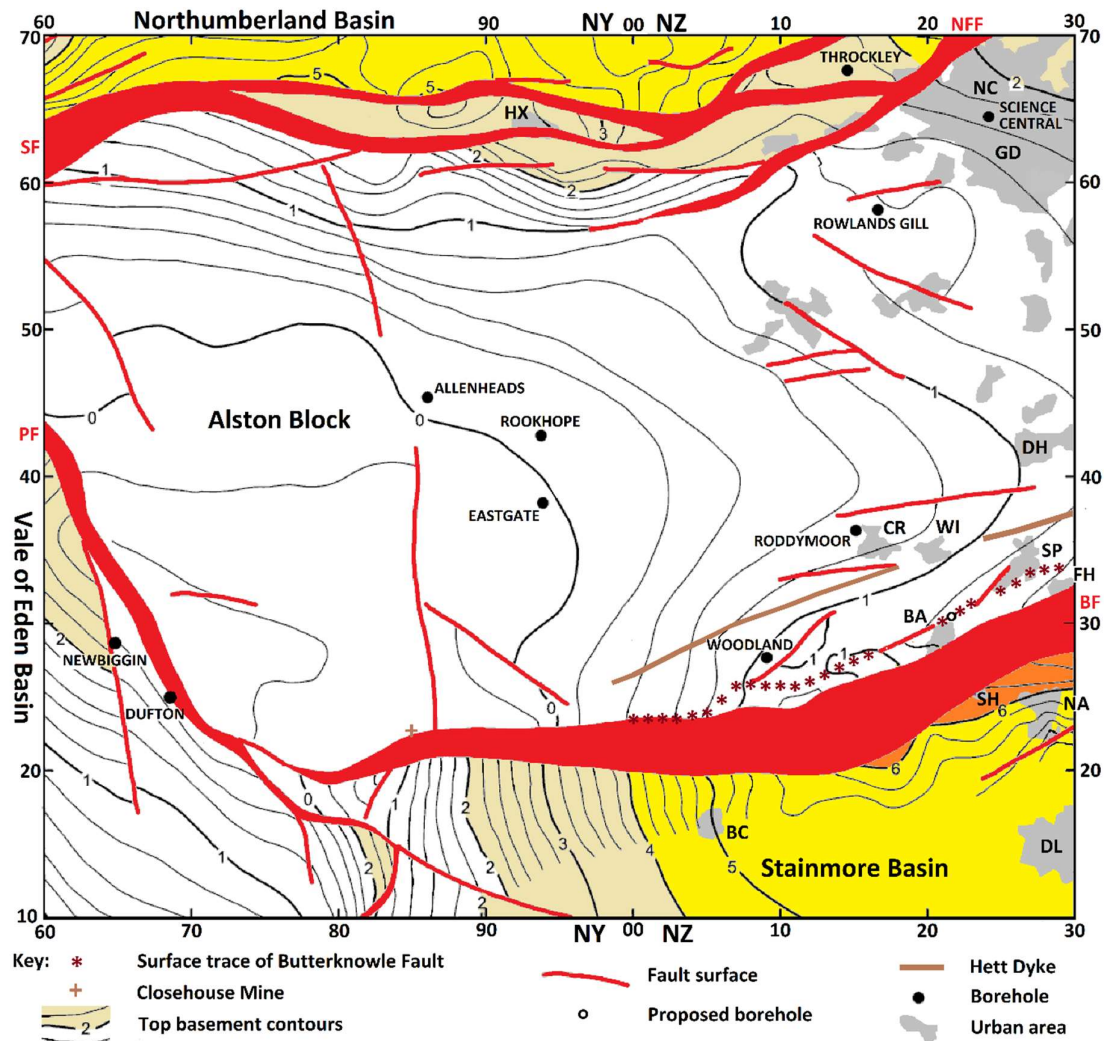 60 Northumberland Basin 90 NY 00 NZ 10 20 NFF 30
70 70
THROCKLEY
5
2
NC
SCIENCE
CENTRAL
5
HX
3
SF
GD
2
60 60
1
2
1
ROWLANDS GILL
50 50
1
0
ALLENHEADS
Alston Block
0
ROOKHOPE
PF
DH
40 40
EASTGATE
RODDYMOOR
CR
WI
1
SP
FH
Vale of Eden Basin
BF
30 30
1
BA
2
NEWBIGGIN
WOODLAND
1
1
DUFTON
0
SH
NA
6
6
20 20
1
0
1
2
BC
DL
2
3
4
5
1
Stainmore Basin
2
10 10
60 70 80 90 NY 00 NZ 10 20 30
Key:
* Surface trace of Butterknowle Fault
+ Closehouse Mine
2 Top basement contours
Fault surface
Proposed borehole
Hett Dyke
Borehole
Urban area